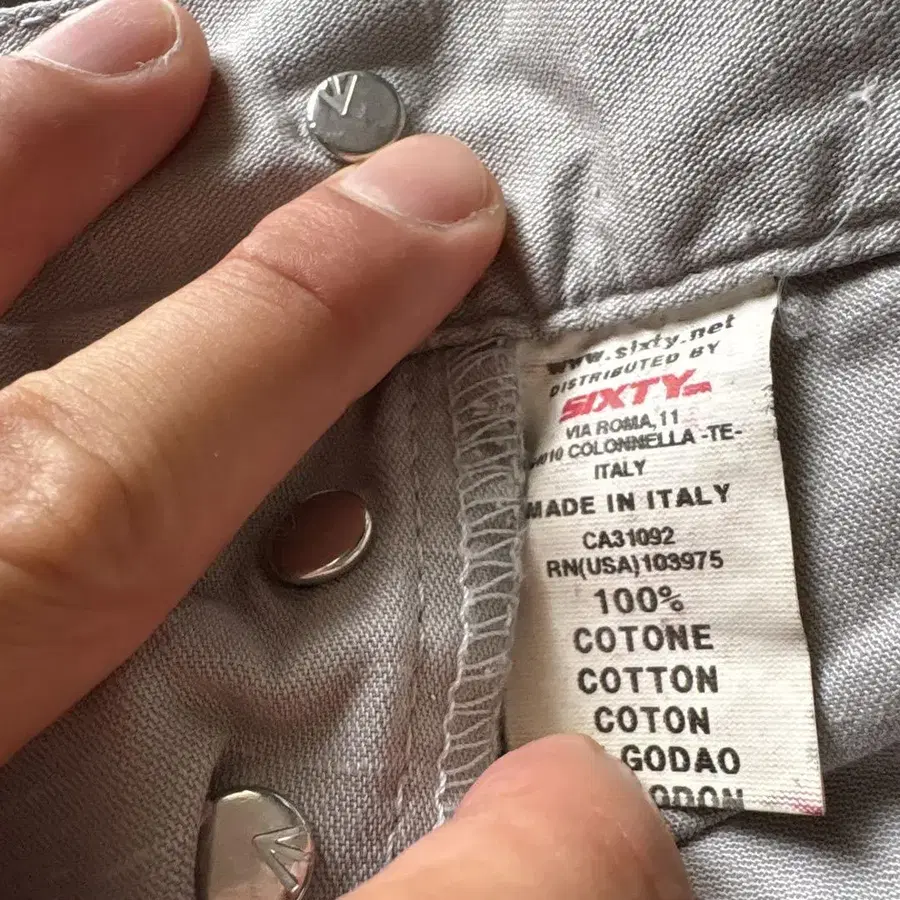 www.sixty.net
DISTRIBUTED BY
SIXTY
VIA ROMA,11
COLONNELLA -TE-
ITALY
MADE IN ITALY
CA31092
RN(USA)103975
100%
COTONE
COTTON
COTON
GODAO